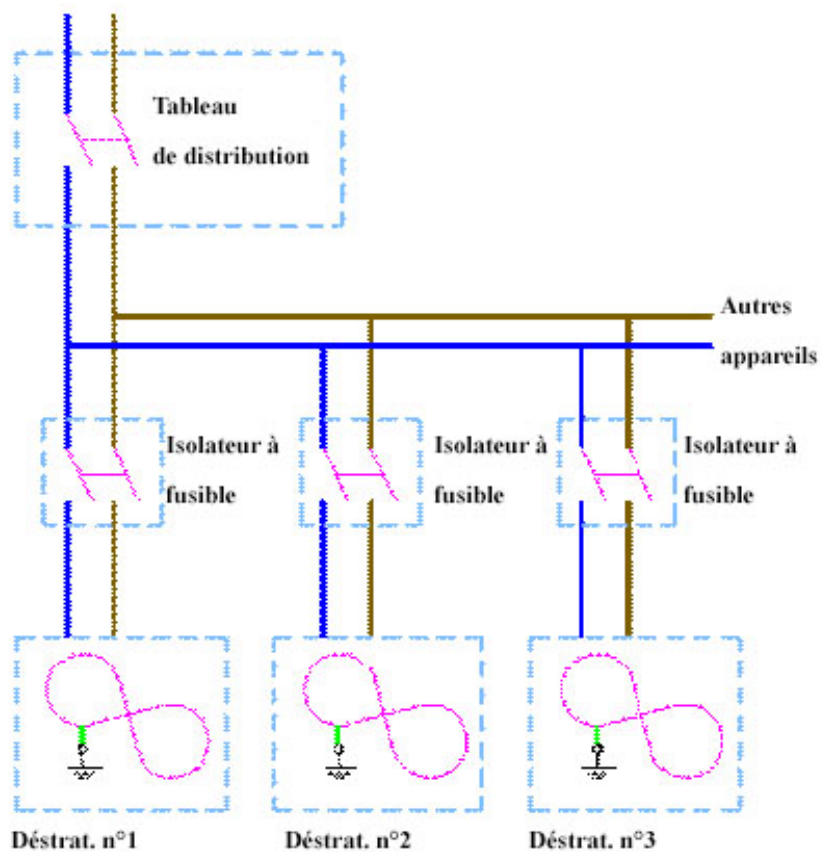 Tableau
de distribution
Autres
appareils
Isolateur à
fusible
Isolateur à
fusible
Isolateur à
fusible
Déstrat. n°1
Déstrat. n°2
Déstrat. n°3